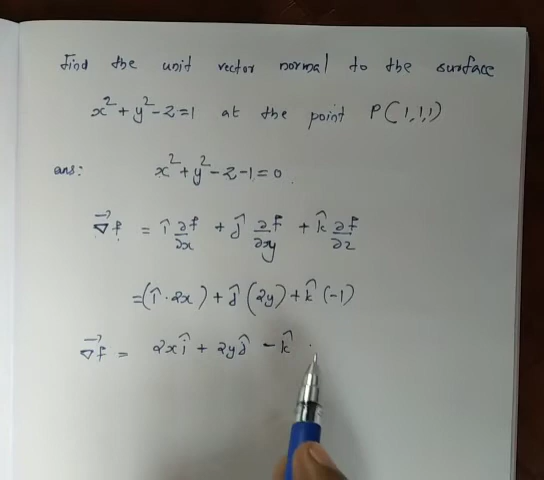 Find the unit vector normal to the surface
x² + y² - z = 1 at the point P(1,1,1)
ans: x² + y² - z - 1 = 0.
∇⃗f = î ∂f/∂x + ĵ ∂f/∂xy + k̂ ∂f/∂z
= (î · 2x) + ĵ (2y) + k̂ (-1)
∇⃗f = 2xî + 2yĵ - k̂ .